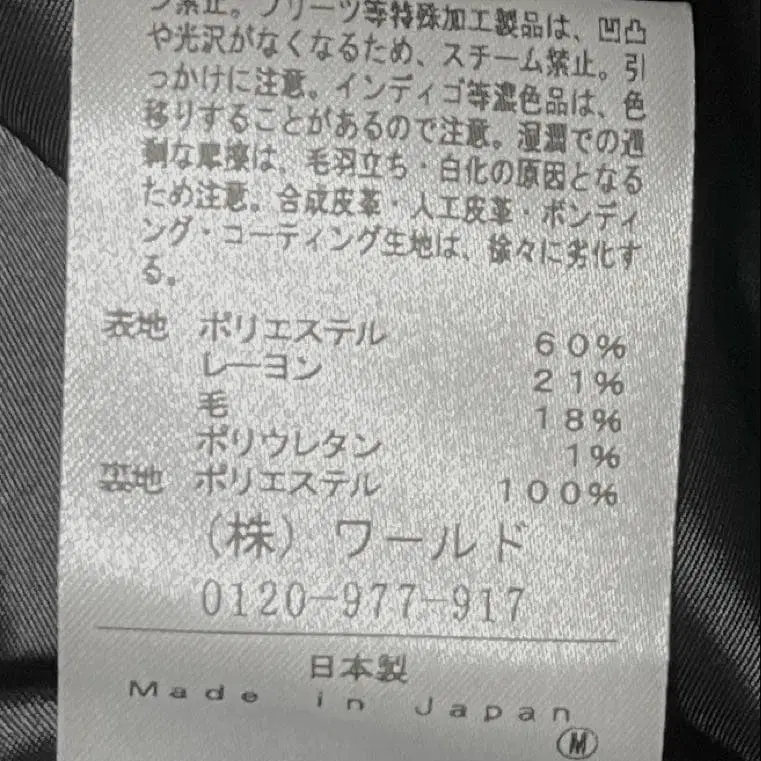 ン禁止。プリーツ等特殊加工製品は、凹凸
や光沢がなくなるため、スチーム禁止。引
っかけに注意。インディゴ等濃色品は、色
移りすることがあるので注意。湿潤での過
剰な摩擦は、毛羽立ち・白化の原因となる
ため注意。合成皮革・人工皮革・ボンディ
ング・コーティング生地は、徐々に劣化す
る。
表地 ポリエステル 60%
レーヨン 21%
毛 18%
ポリウレタン 1%
裏地 ポリエステル 100%
(株) ワールド
0120-977-917
日本製
Made in Japan
M